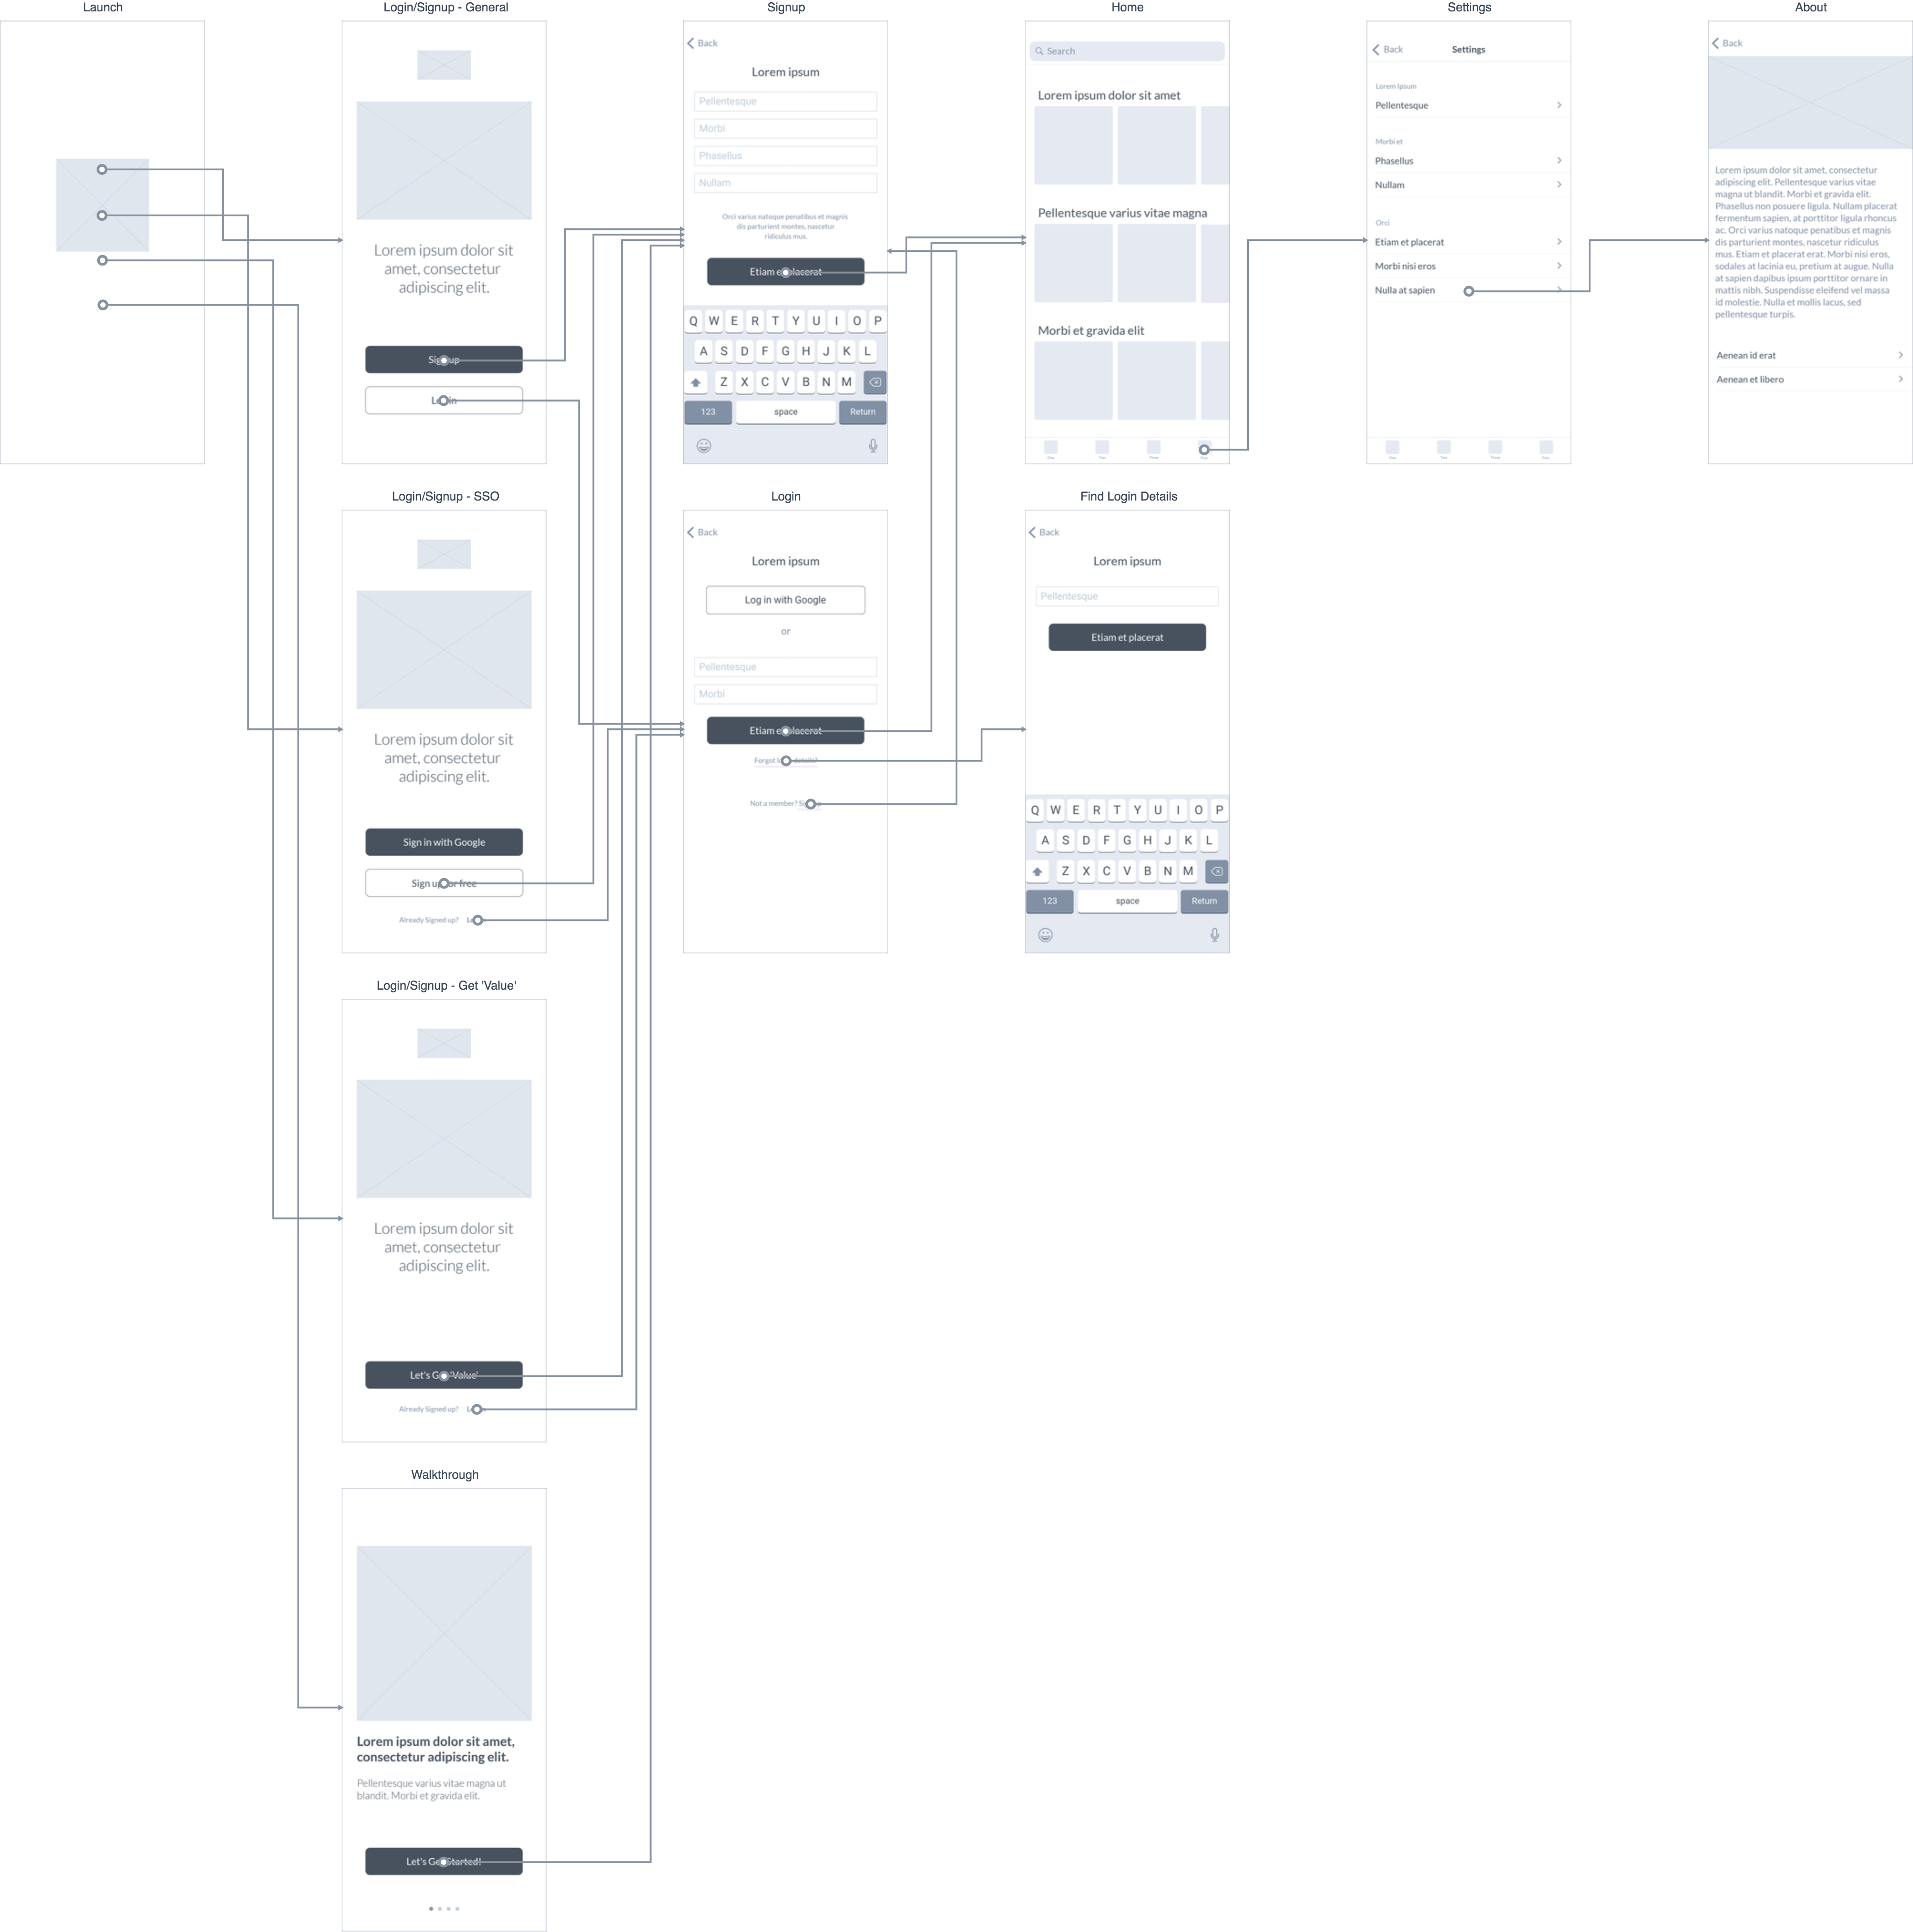 Launch
Login/Signup - General
Lorem ipsum dolor sit
amet, consectetur
adipiscing elit.
Signup
Login
Signup
Back
Lorem ipsum
Pellentesque
Morbi
Phasellus
Nullam
Orci varius natoque penatibus et magnis
dis parturient montes, nascetur
ridiculus mus.
Etiam et placerat
Q W E R T Y U I O P
A S D F G H J K L
Z X C V B N M
123 space Return
Home
Search
Lorem ipsum dolor sit amet
Pellentesque varius vitae magna
Morbi et gravida elit
Settings
Back Settings
Lorem Ipsum
Pellentesque
Morbi et
Phasellus
Nullam
Orci
Etiam et placerat
Morbi nisi eros
Nulla at sapien
About
Back
Lorem ipsum dolor sit amet, consectetur
adipiscing elit. Pellentesque varius vitae
magna ut blandit. Morbi et gravida elit.
Phasellus non posuere ligula. Nullam placerat
fermentum sapien, at porttitor ligula rhoncus
ac. Orci varius natoque penatibus et magnis
dis parturient montes, nascetur ridiculus
mus. Etiam et placerat erat. Morbi nisi eros,
sodales at lacinia eu, pretium at augue. Nulla
at sapien dapibus ipsum porttitor ornare in
mattis nibh. Suspendisse eleifend vel massa
id molestie. Nulla et mollis lacus, sed
pellentesque turpis.
Aenean id erat
Aenean et libero
Login/Signup - SSO
Lorem ipsum dolor sit
amet, consectetur
adipiscing elit.
Sign in with Google
Sign up for free
Already Signed up?
Login
Back
Lorem ipsum
Log in with Google
or
Pellentesque
Morbi
Etiam et placerat
Forgot login details?
Not a member? Signup
Find Login Details
Back
Lorem ipsum
Pellentesque
Etiam et placerat
Q W E R T Y U I O P
A S D F G H J K L
Z X C V B N M
123 space Return
Login/Signup - Get 'Value'
Lorem ipsum dolor sit
amet, consectetur
adipiscing elit.
Let's Get 'Value'
Already Signed up?
Walkthrough
Lorem ipsum dolor sit amet,
consectetur adipiscing elit.
Pellentesque varius vitae magna ut
blandit. Morbi et gravida elit.
Let's Get Started!